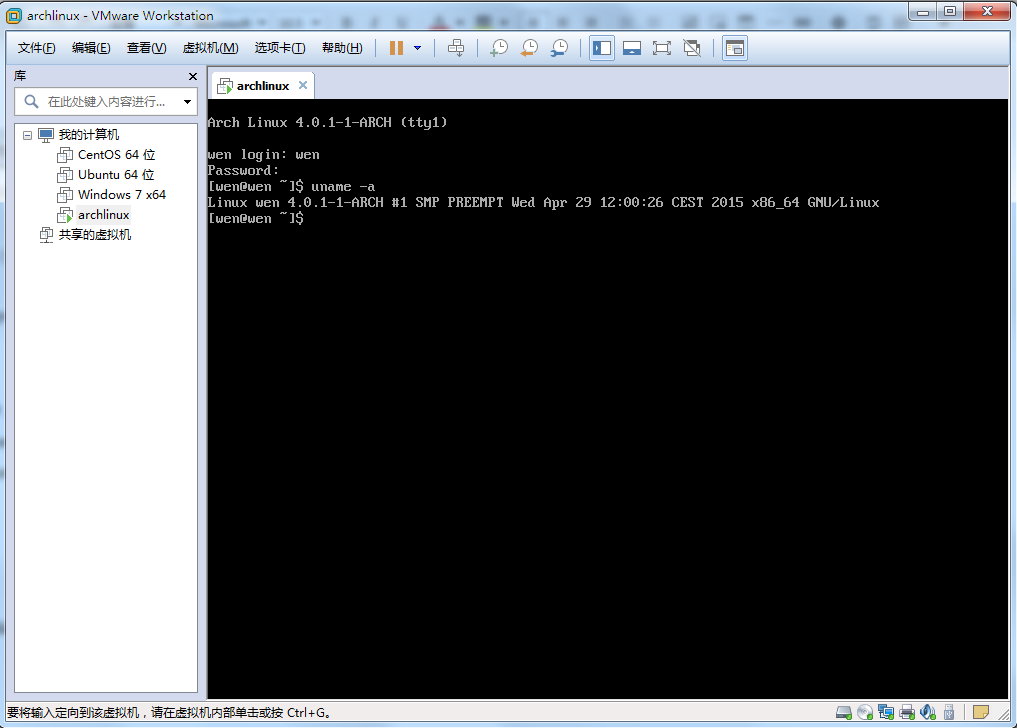 archlinux - VMware Workstation
文件(F) 编辑(E) 查看(V) 虚拟机(M) 选项卡(T) 帮助(H)
库
在此处键入内容进行...
我的计算机
CentOS 64 位
Ubuntu 64 位
Windows 7 x64
archlinux
共享的虚拟机
archlinux
Arch Linux 4.0.1-1-ARCH (tty1)
wen login: wen
Password:
[wen@wen ~]$ uname -a
Linux wen 4.0.1-1-ARCH #1 SMP PREEMPT Wed Apr 29 12:00:26 CEST 2015 x86_64 GNU/Linux
[wen@wen ~]$
要将输入定向到该虚拟机，请在虚拟机内部单击或按 Ctrl+G。